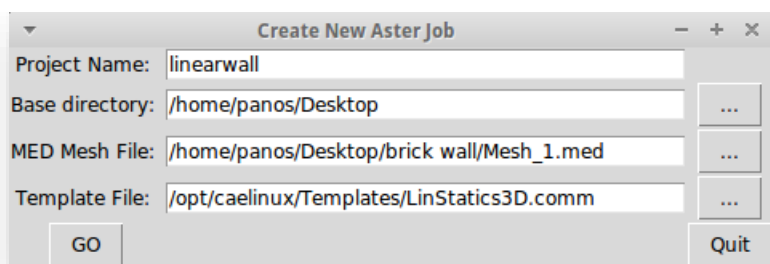 Create New Aster Job
Project Name: linearwall
Base directory: /home/panos/Desktop ...
MED Mesh File: /home/panos/Desktop/brick wall/Mesh_1.med ...
Template File: /opt/caelinux/Templates/LinStatics3D.comm ...
GO Quit